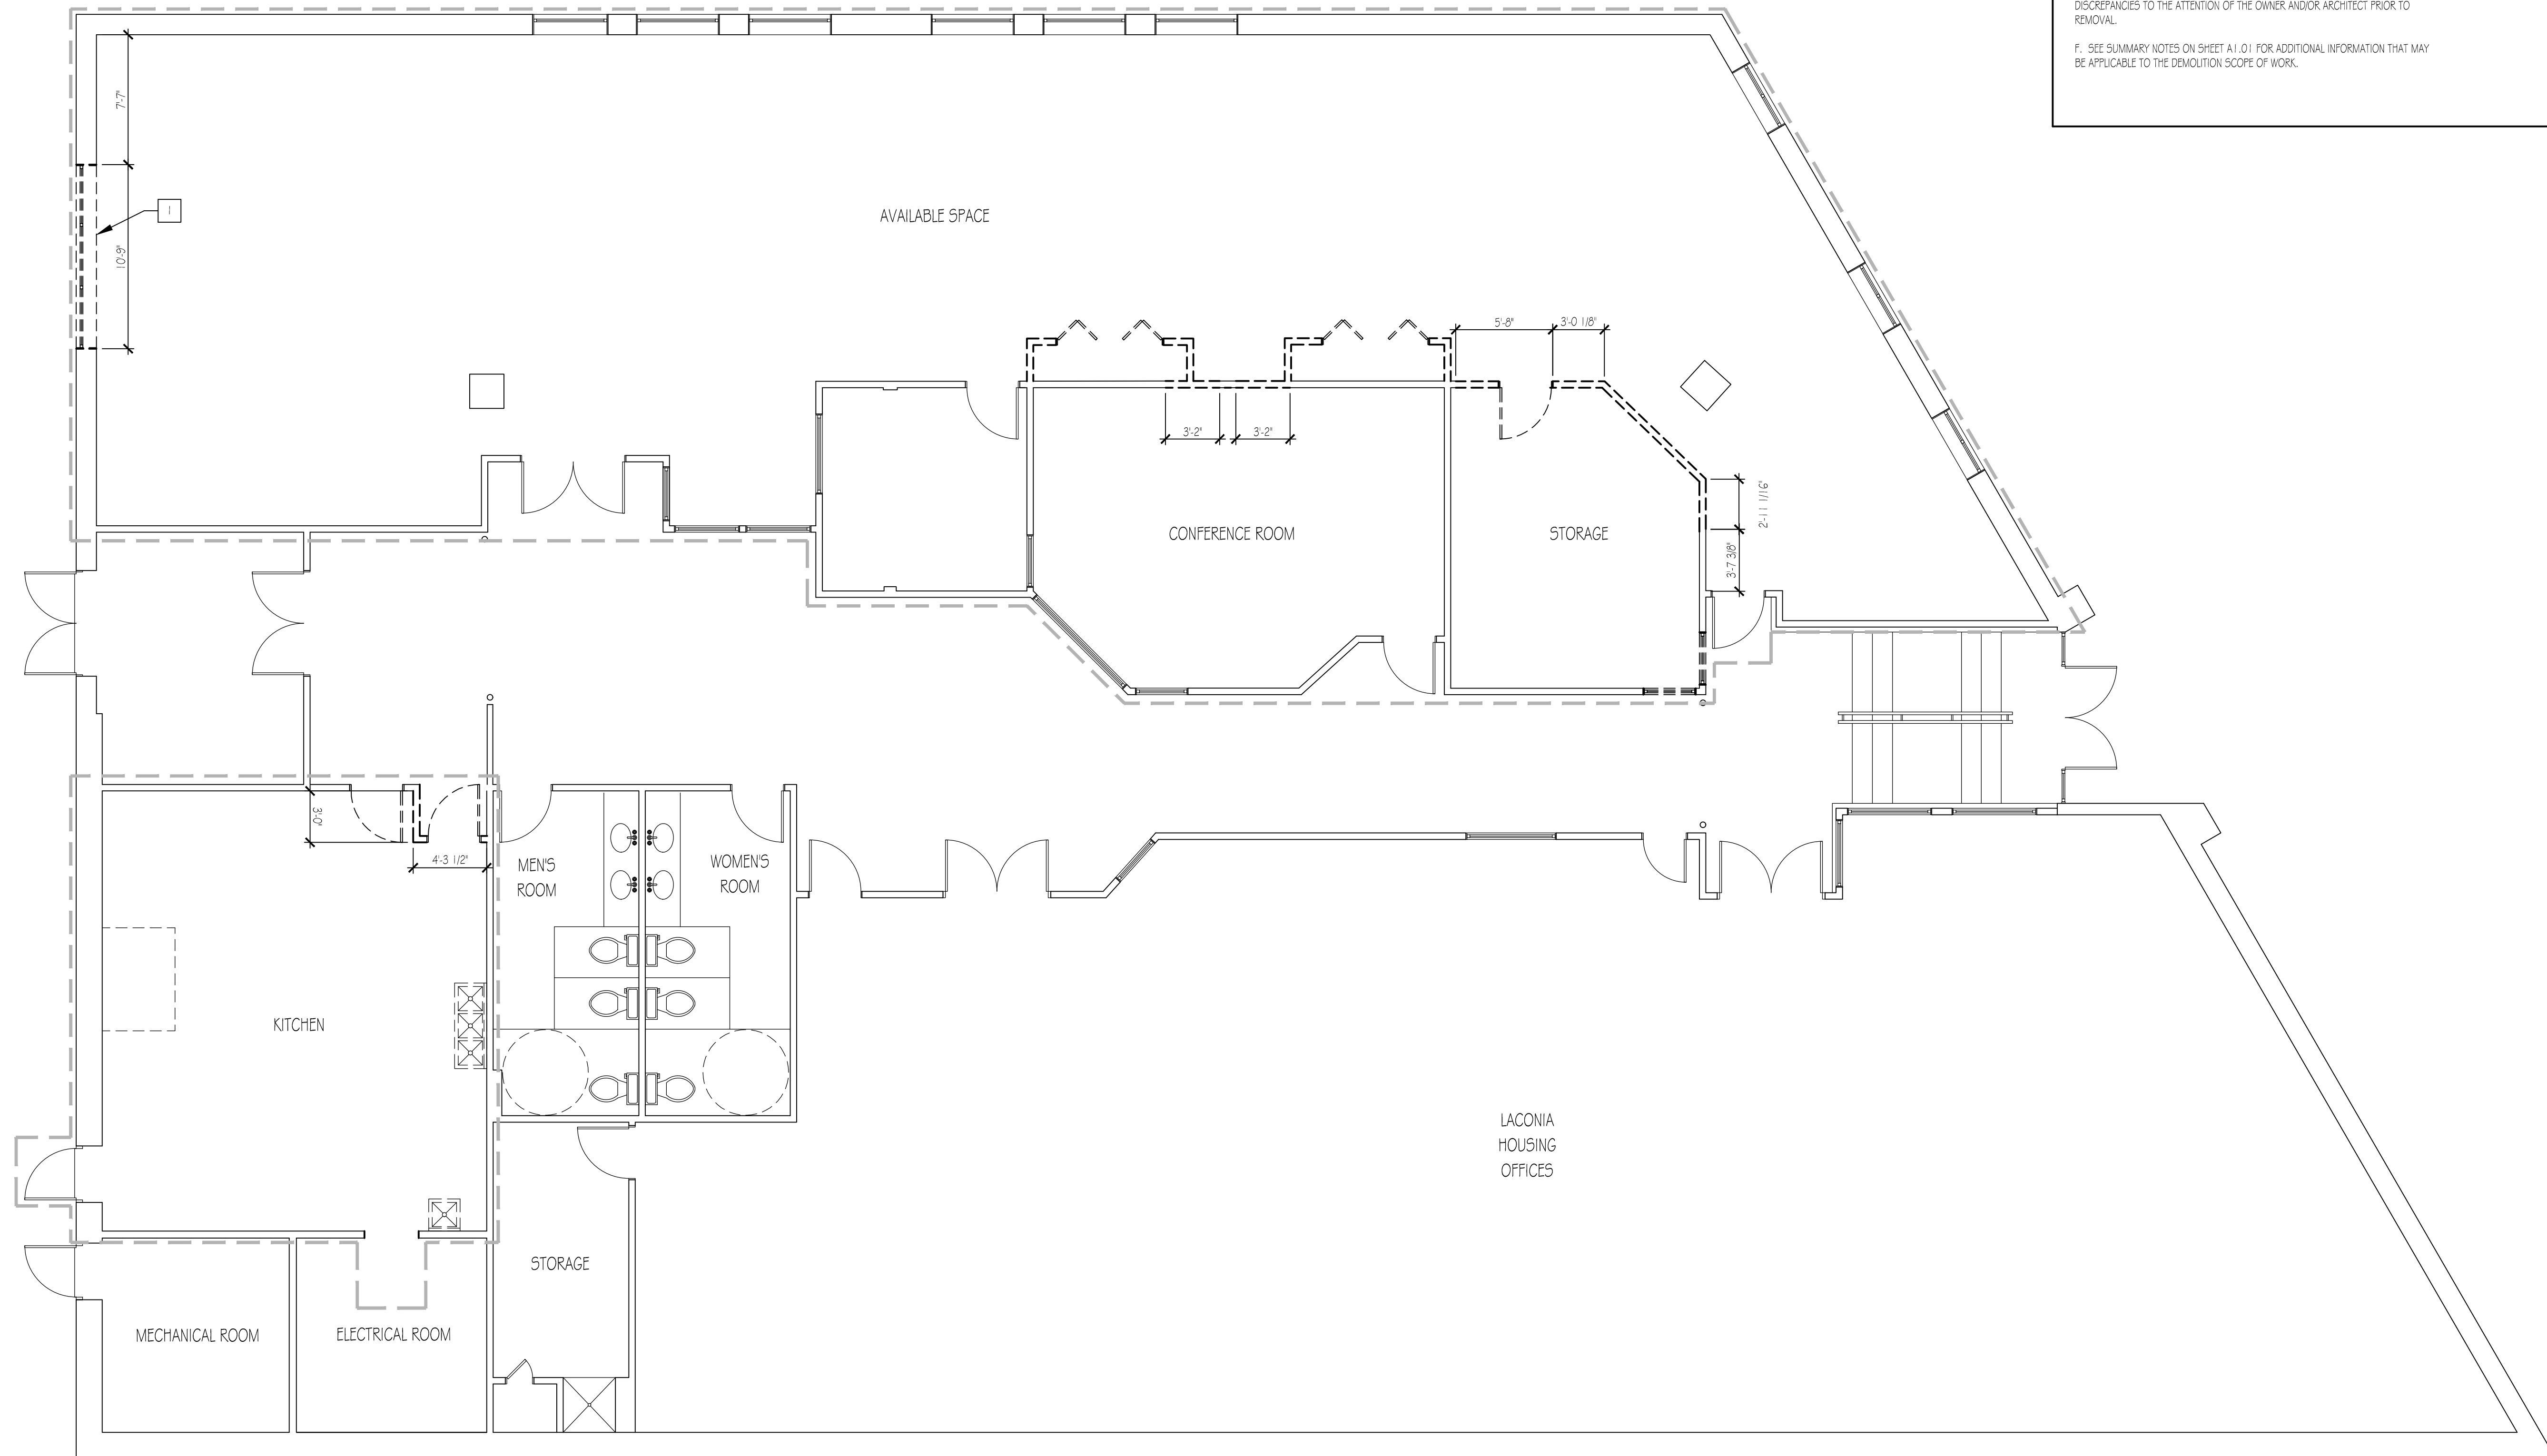 DISCREPANCIES TO THE ATTENTION OF THE OWNER AND/OR ARCHITECT PRIOR TO
REMOVAL.
F. SEE SUMMARY NOTES ON SHEET A1.01 FOR ADDITIONAL INFORMATION THAT MAY
BE APPLICABLE TO THE DEMOLITION SCOPE OF WORK.
7'-7"
1
10'-9"
AVAILABLE SPACE
5'-8"
3'-0 1/8"
3'-2"
3'-2"
2'-11 1/16"
3'-7 3/8"
CONFERENCE ROOM
STORAGE
3'-0"
4'-3 1/2"
MEN'S
ROOM
WOMEN'S
ROOM
KITCHEN
LACONIA
HOUSING
OFFICES
STORAGE
MECHANICAL ROOM
ELECTRICAL ROOM